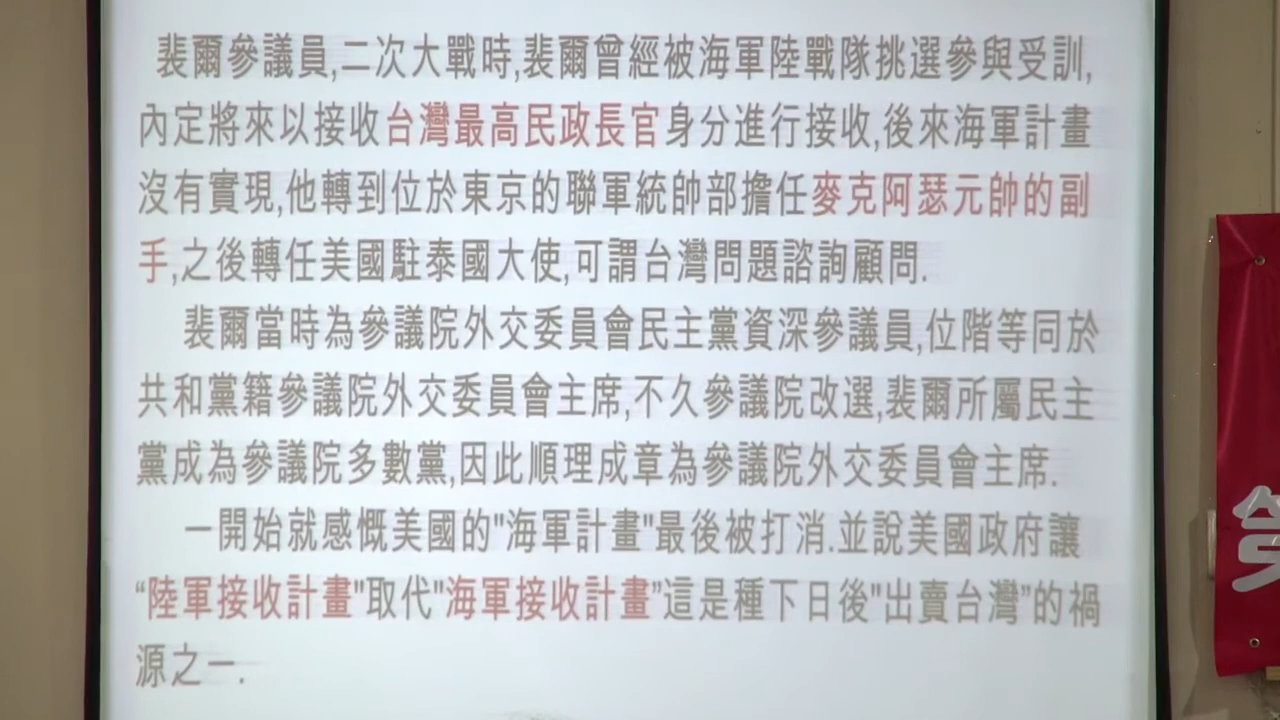 裴爾參議員,二次大戰時,裴爾曾經被海軍陸戰隊挑選參與受訓,
內定將來以接收台灣最高民政長官身分進行接收,後來海軍計畫
沒有實現,他轉到位於東京的聯軍統帥部擔任麥克阿瑟元帥的副
手,之後轉任美國駐泰國大使,可謂台灣問題諮詢顧問.
裴爾當時為參議院外交委員會民主黨資深參議員,位階等同於
共和黨籍參議院外交委員會主席,不久參議院改選,裴爾所屬民主
黨成為參議院多數黨,因此順理成章為參議院外交委員會主席.
一開始就感慨美國的"海軍計畫"最後被打消.並說美國政府讓
“陸軍接收計畫"取代"海軍接收計畫”這是種下日後"出賣台灣”的禍
源之一.